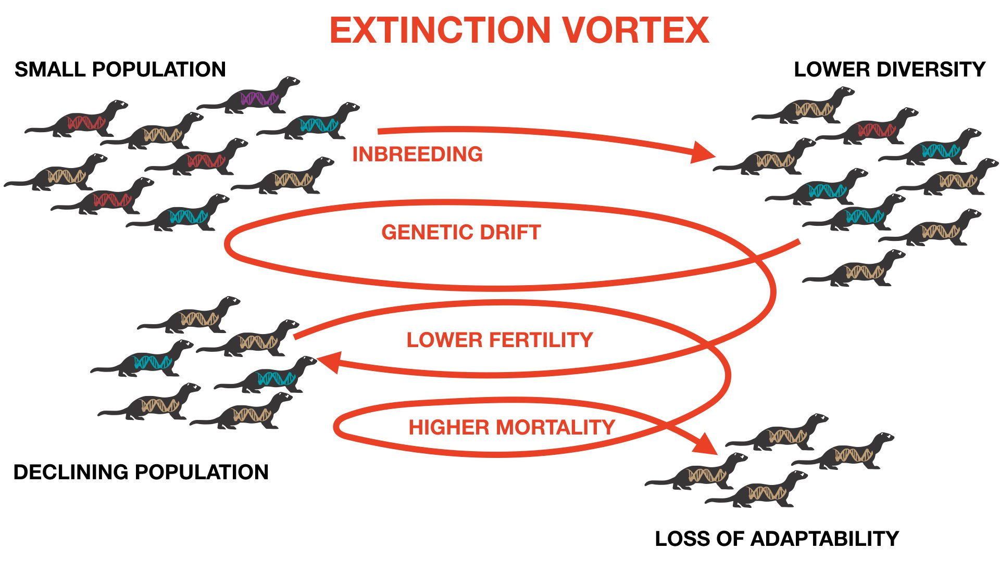 EXTINCTION VORTEX
SMALL POPULATION
LOWER DIVERSITY
INBREEDING
GENETIC DRIFT
LOWER FERTILITY
HIGHER MORTALITY
DECLINING POPULATION
LOSS OF ADAPTABILITY